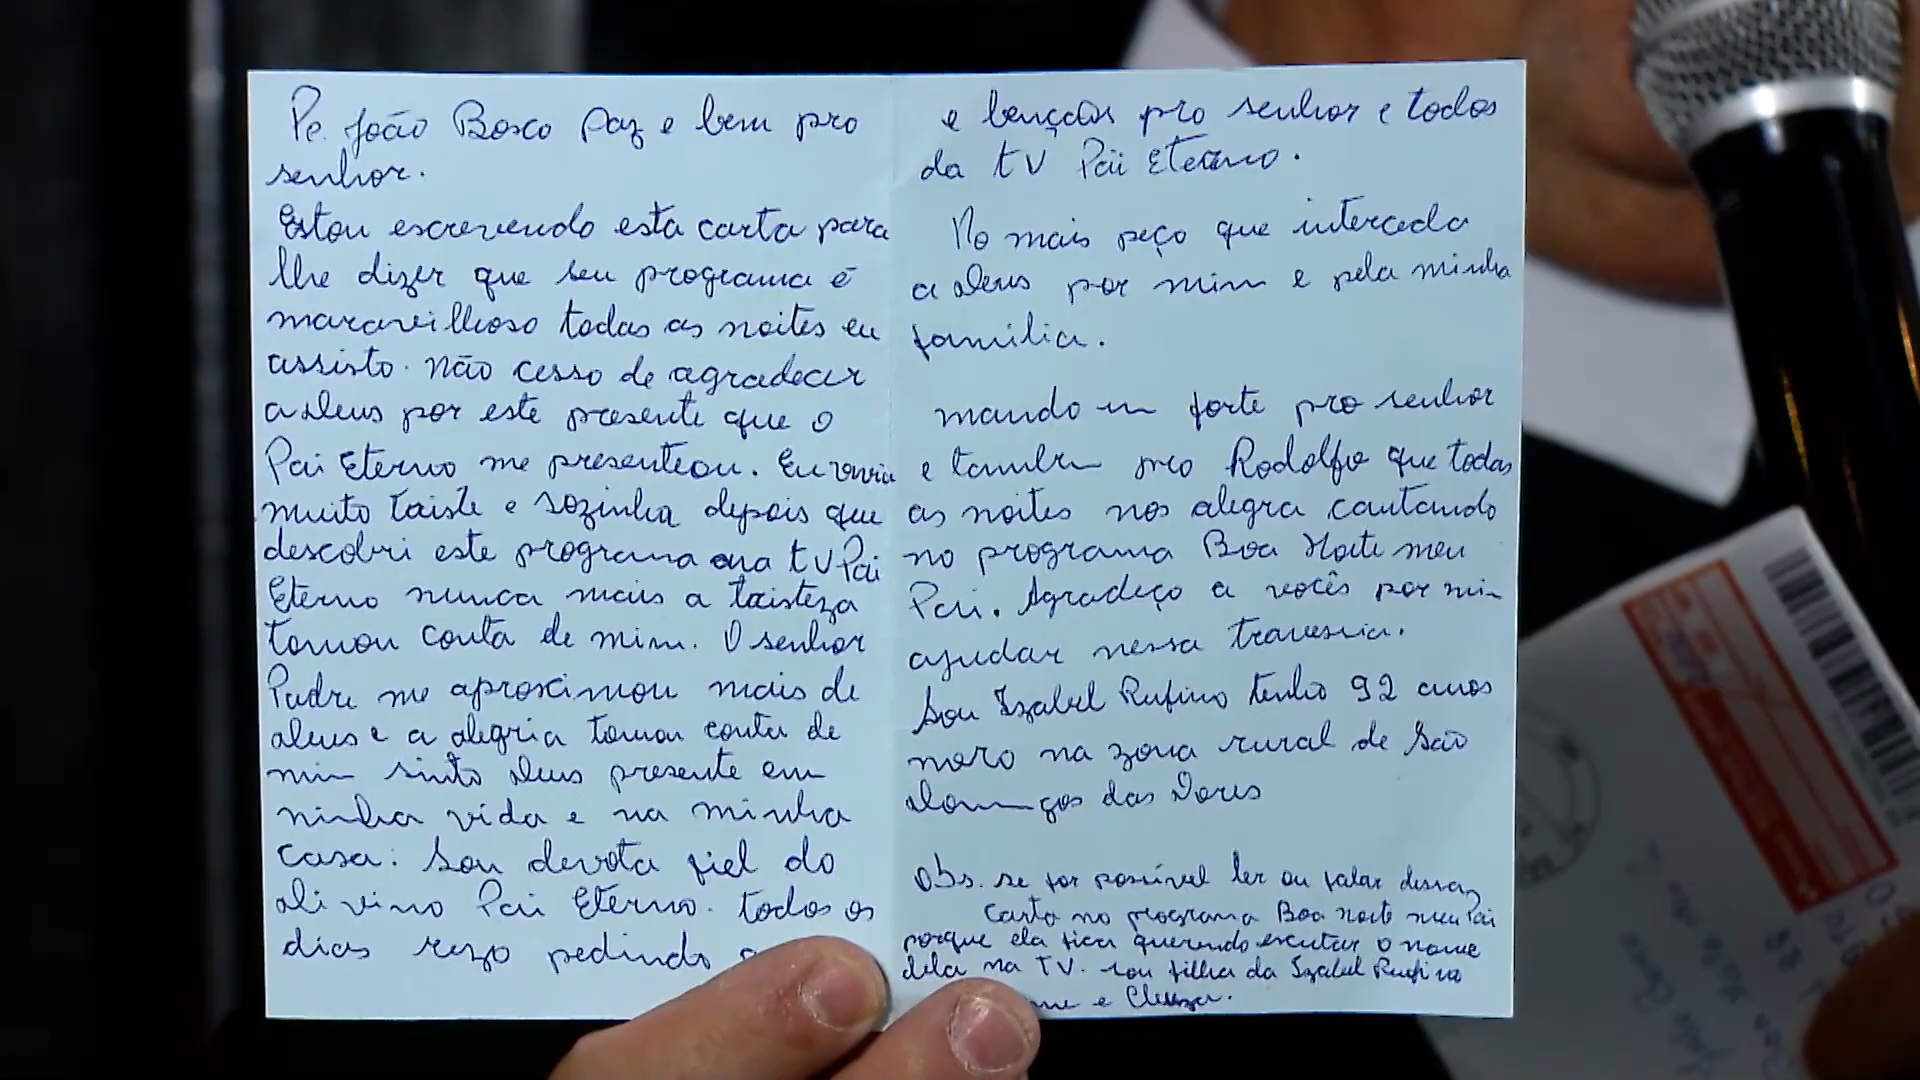 Pe. João Bosco Paz e bem pro
senhor.
Estou escrevendo esta carta para
lhe dizer que seu programa é
maravilhoso todas as noites eu
assisto. Não cesso de agradecer
a Deus por este presente que o
Pai Eterno me presenteou. Eu vivia
muito triste e sozinha depois que
descobri este programa na tv Pai
Eterno nunca mais a tristeza
tomou conta de mim. O senhor
Padre me aproximou mais de
Deus e a alegria tomou conta de
mim sinto Deus presente em
minha vida e na minha
casa. Sou devota fiel do
Divino Pai Eterno. todos os
dias rezo pedindo
e bençãos pro senhor e todos
da tv Pai Eterno.
No mais peço que interceda
a Deus por mim e pela minha
família.
mando um forte pro senhor
e também pro Rodolfo que todas
as noites nos alegra cantando
no programa Boa Noite meu
Pai. Agradeço a vocês por mim
ajudar nessa travessia.
Sou Izabel Rufino tenho 92 anos
moro na zona rural de São
Domingos das Dores
Obs. se for possível ler ou falar dessa
carta no programa Boa noite meu Pai
porque ela fica querendo escutar o nome
dela na TV. sou filha da Izabel Rufino
e Cleuza.